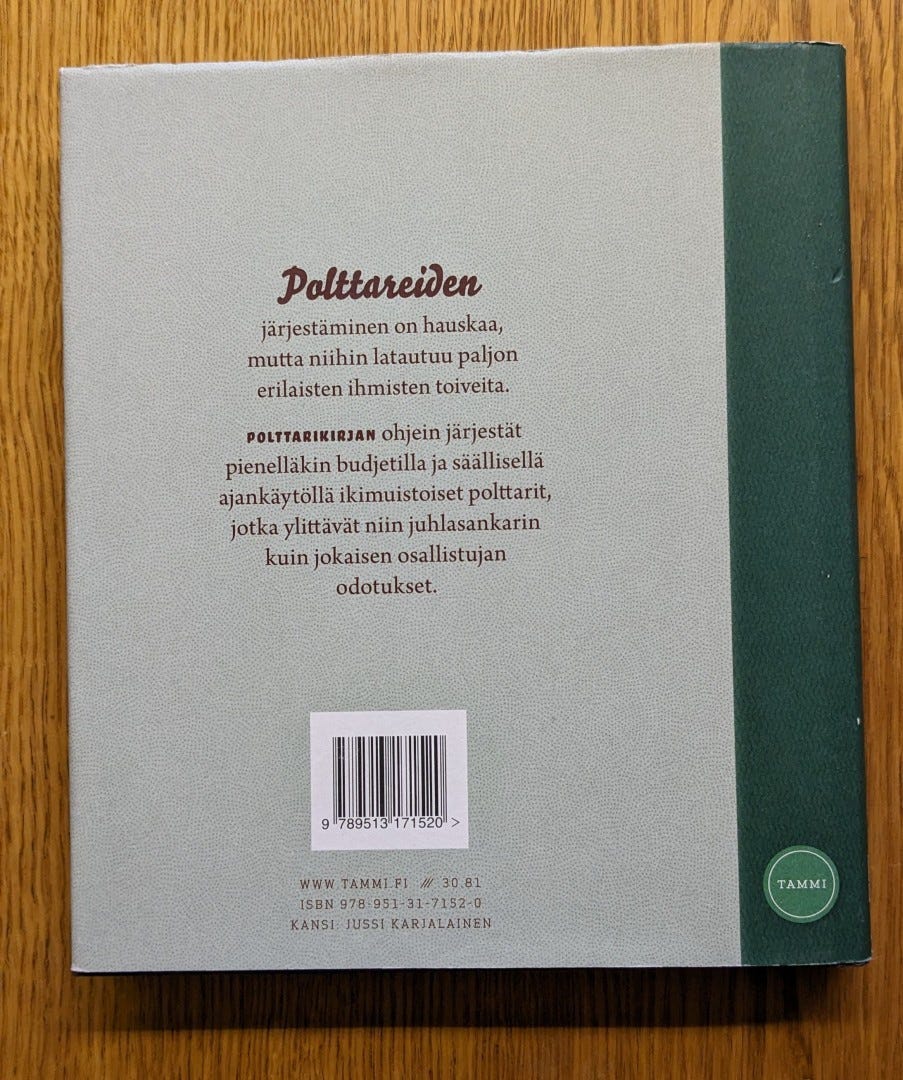 Polttareiden
järjestäminen on hauskaa,
mutta niihin latautuu paljon
erilaisten ihmisten toiveita.
POLTTARIKIRJAN ohjein järjestät
pienelläkin budjetilla ja säällisellä
ajankäytöllä ikimuistoiset polttarit,
jotka ylittävät niin juhlasankarin
kuin jokaisen osallistujan
odotukset.
9 789513 171520 >
WWW.TAMMI.FI /// 30.81
ISBN 978-951-31-7152-0
KANSI: JUSSI KARJALAINEN
TAMMI